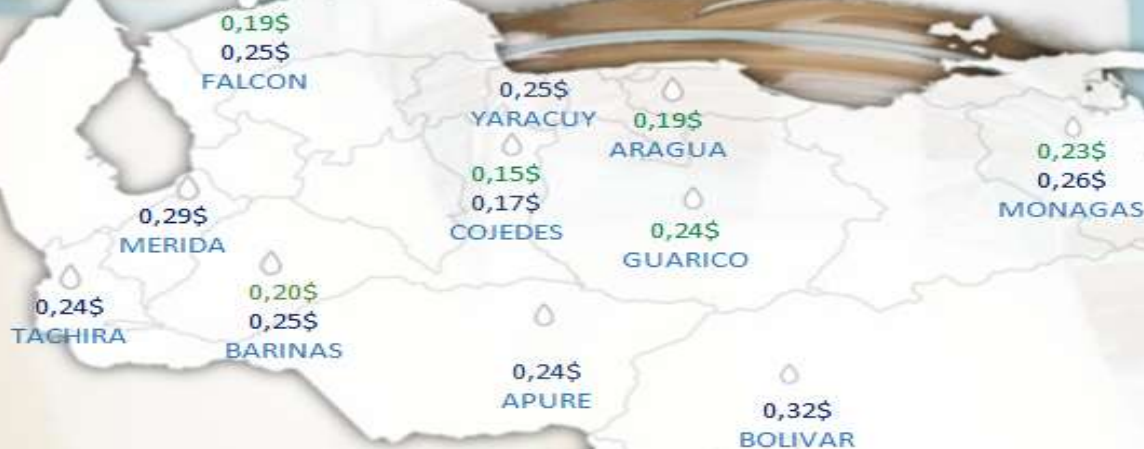 0,19$
0,25$
FALCON
0,25$
YARACUY
0,19$
ARAGUA
0,15$
0,17$
COJEDES
0,23$
0,26$
MONAGAS
0,29$
MERIDA
0,24$
GUARICO
0,24$
TACHIRA
0,20$
0,25$
BARINAS
0,24$
APURE
0,32$
BOLIVAR